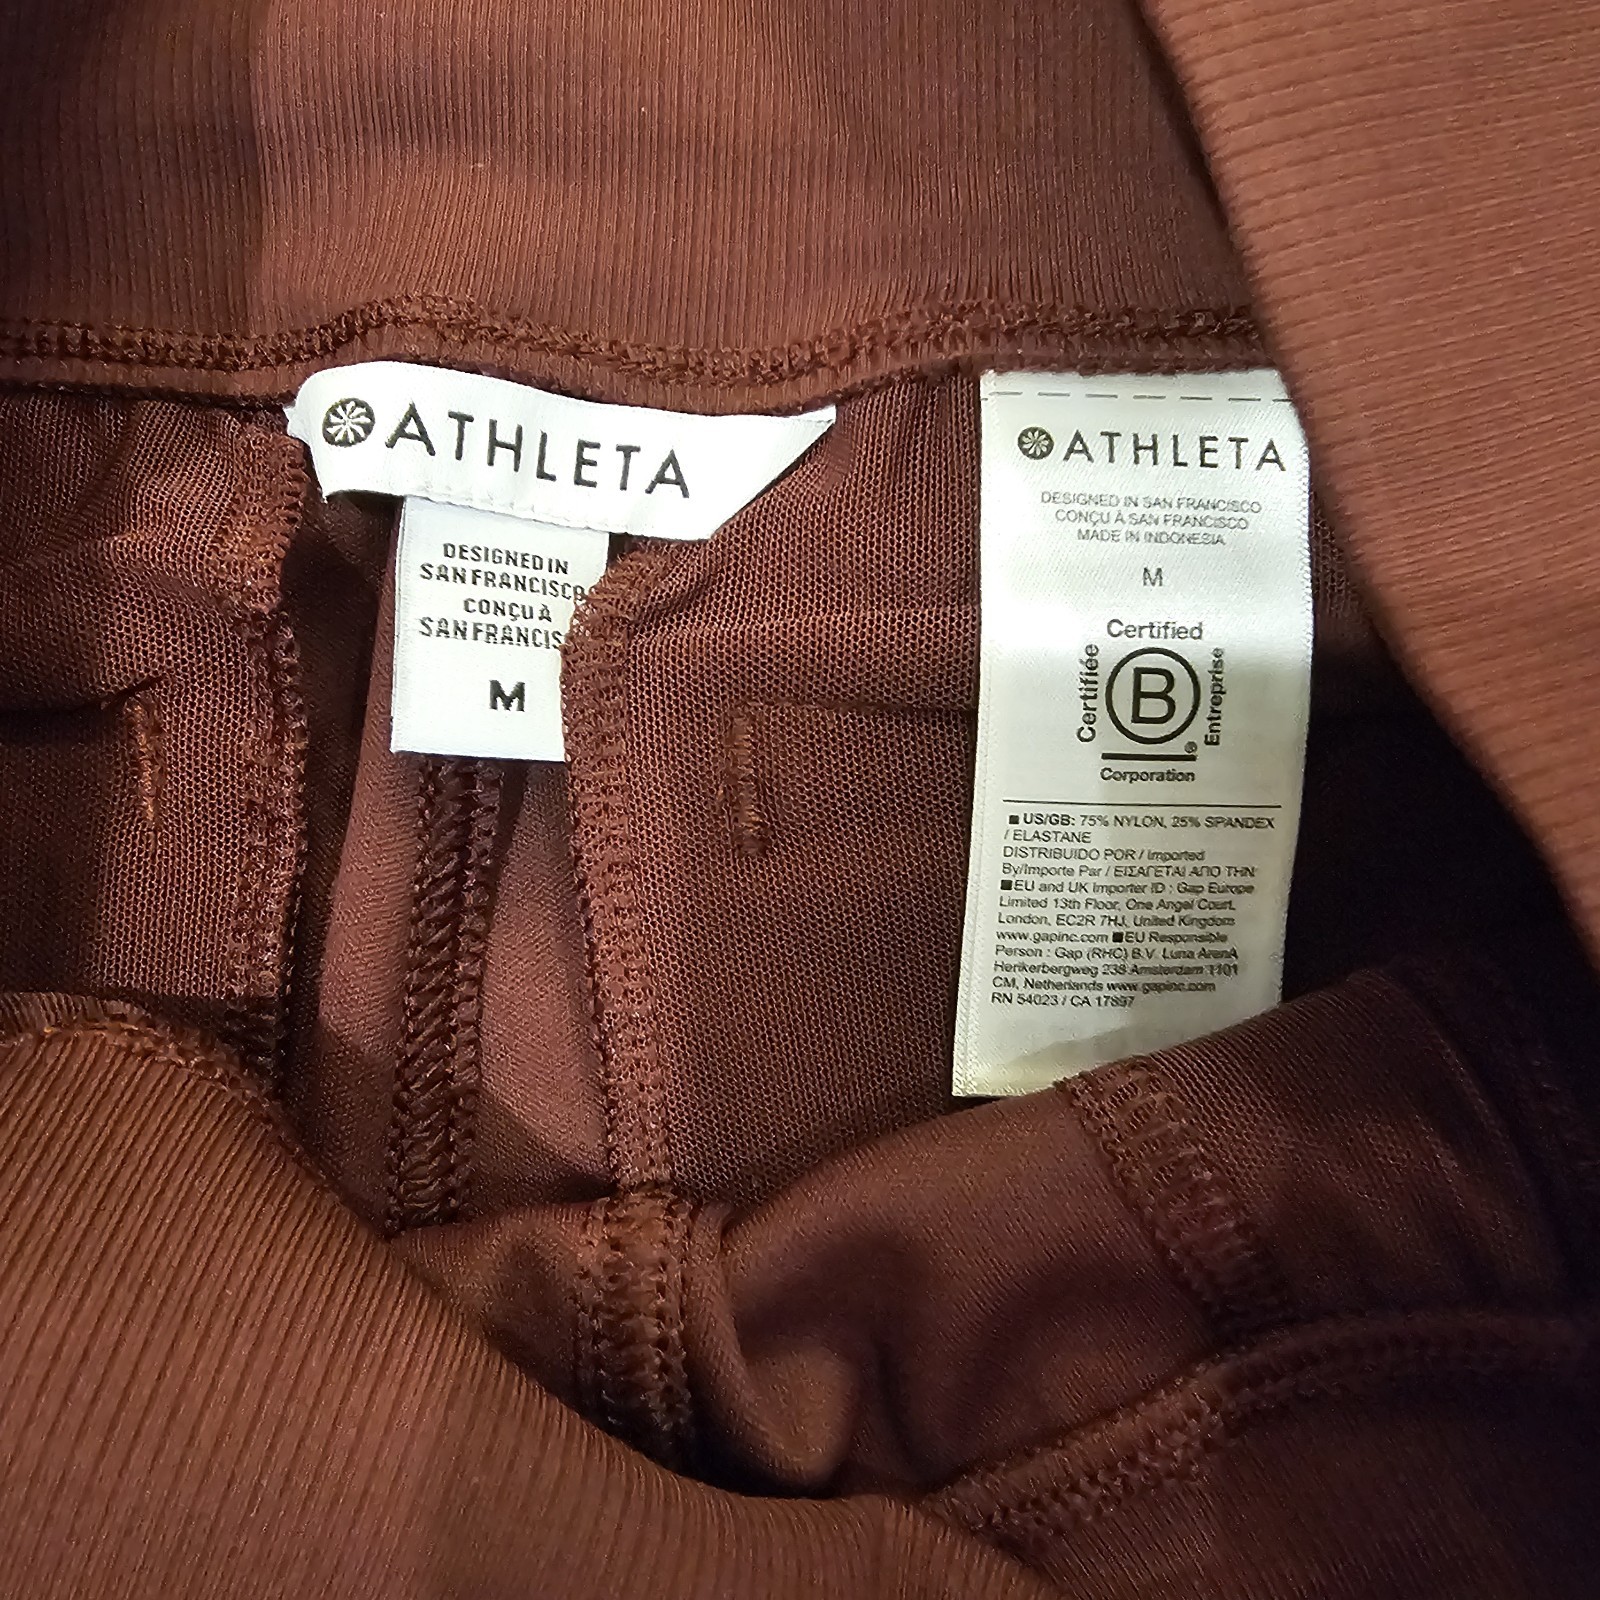 ATHLETA
DESIGNED IN
SAN FRANCISCO
CONÇU À
SAN FRANCIS
M
ATHLETA
DESIGNED IN SAN FRANCISCO
CONÇU À SAN FRANCISCO
MADE IN INDONESIA
M
Certified
Certifiée
B
Entreprise
®
Corporation
■ US/GB: 75% NYLON, 25% SPANDEX
/ ELASTANE
DISTRIBUIDO POR / Imported
By/Importe Par / ΕΙΣΑΓΕΤΑΙ ΑΠΟ ΤΗΝ
■EU and UK Importer ID : Gap Europe
Limited 13th Floor, One Angel Court,
London, EC2R 7HJ, United Kingdom
www.gapinc.com ■EU Responsible
Person : Gap (RHC) B.V. Luna ArenA
Herikerbergweg 238 Amsterdam 1101
CM, Netherlands www.gapinc.com
RN 54023 / CA 17897